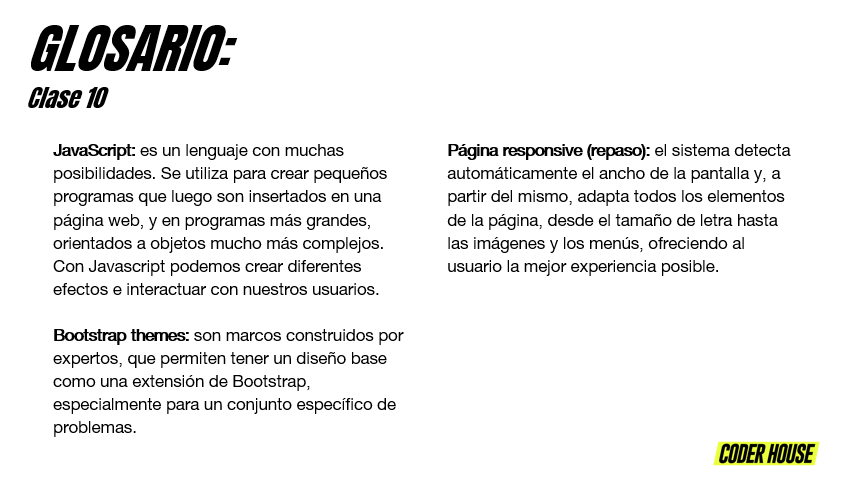 GLOSARIO:
Clase 10
JavaScript: es un lenguaje con muchas
posibilidades. Se utiliza para crear pequeños
programas que luego son insertados en una
página web, y en programas más grandes,
orientados a objetos mucho más complejos.
Con Javascript podemos crear diferentes
efectos e interactuar con nuestros usuarios.
Bootstrap themes: son marcos construidos por
expertos, que permiten tener un diseño base
como una extensión de Bootstrap,
especialmente para un conjunto específico de
problemas.
Página responsive (repaso): el sistema detecta
automáticamente el ancho de la pantalla y, a
partir del mismo, adapta todos los elementos
de la página, desde el tamaño de letra hasta
las imágenes y los menús, ofreciendo al
usuario la mejor experiencia posible.
CODER HOUSE